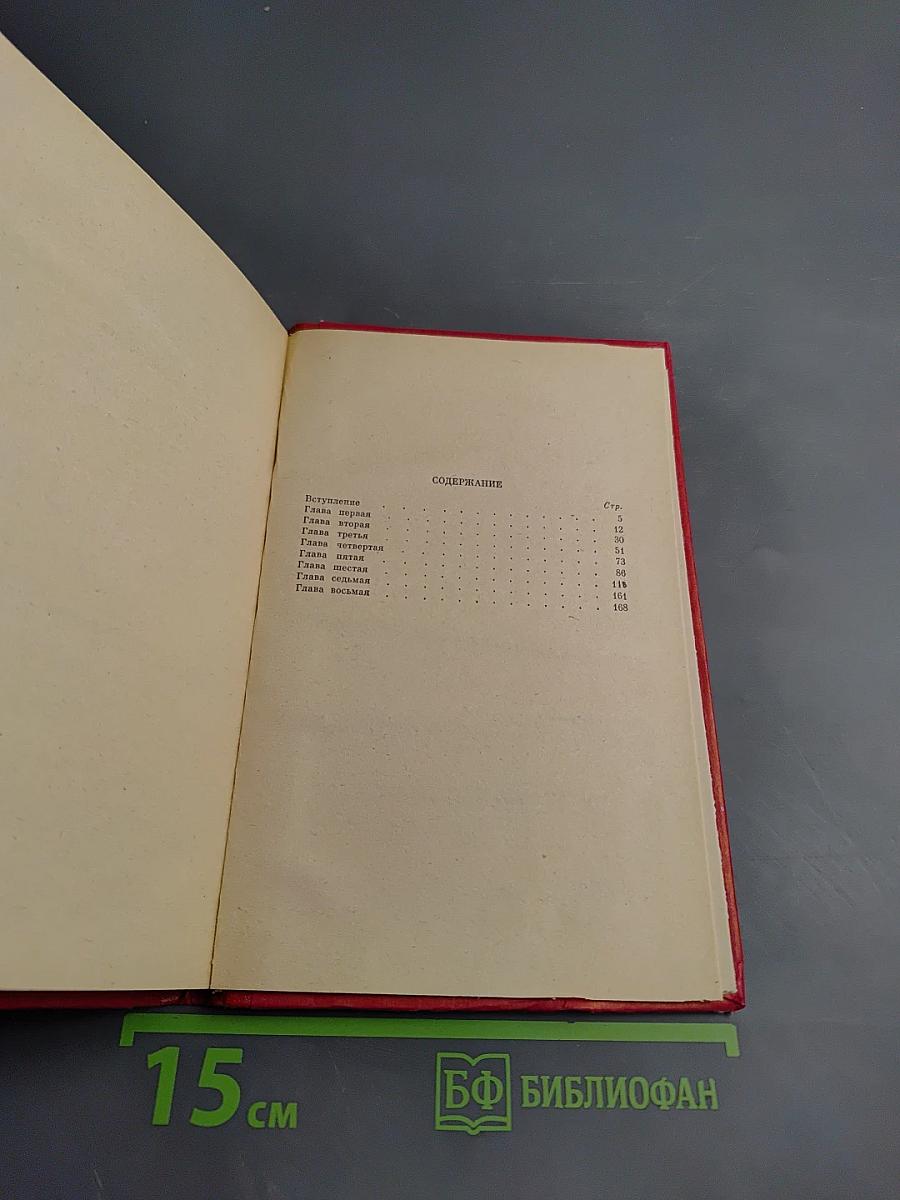 СОДЕРЖАНИЕ
Стр.
Вступление . . . . . . . . . . . . . 5
Глава первая . . . . . . . . . . . . . 12
Глава вторая . . . . . . . . . . . . . 30
Глава третья . . . . . . . . . . . . . 51
Глава четвертая . . . . . . . . . . . . 73
Глава пятая . . . . . . . . . . . . . 86
Глава шестая . . . . . . . . . . . . .
Глава седьмая . . . . . . . . . . . . . 161
Глава восьмая . . . . . . . . . . . . . 168
15 см
БФ БИБЛИОФАН